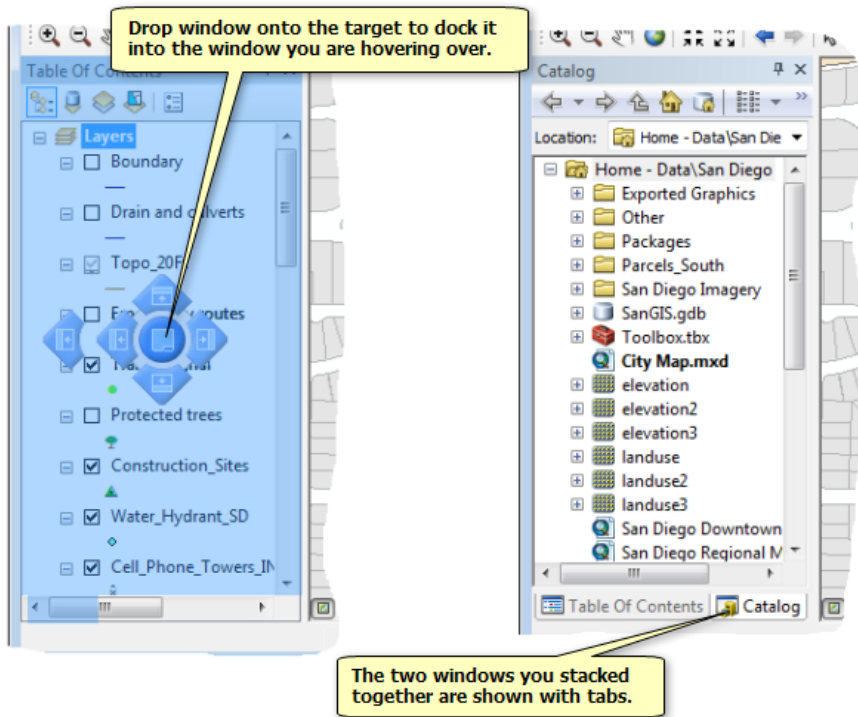 Drop window onto the target to dock it
into the window you are hovering over.
Table Of
Layers
Boundary
Drain and culverts
Topo_20F
routes
Protected trees
Construction_Sites
Water_Hydrant_SD
Cell_Phone_Towers_IN
Catalog
Location: Home - Data\San Die
Home - Data\San Diego
Exported Graphics
Other
Packages
Parcels_South
San Diego Imagery
SanGIS.gdb
Toolbox.tbx
City Map.mxd
elevation
elevation2
elevation3
landuse
landuse2
landuse3
San Diego Downtown
San Diego Regional M
Table Of Contents Catalog
The two windows you stacked
together are shown with tabs.